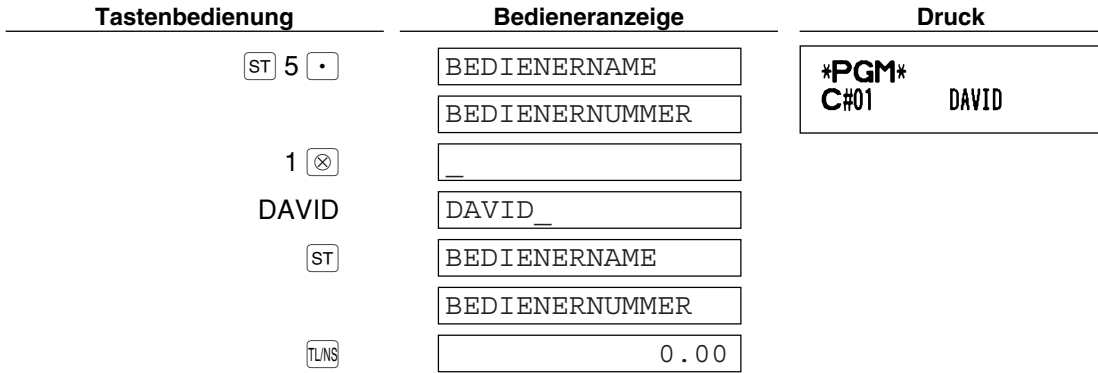 Tastenbedienung Bedieneranzeige Druck
ST 5 • BEDIENERNAME
BEDIENERNUMMER
*PGM*
C#01 DAVID
1 ⊗ _
DAVID DAVID_
ST BEDIENERNAME
BEDIENERNUMMER
TL/NS 0.00